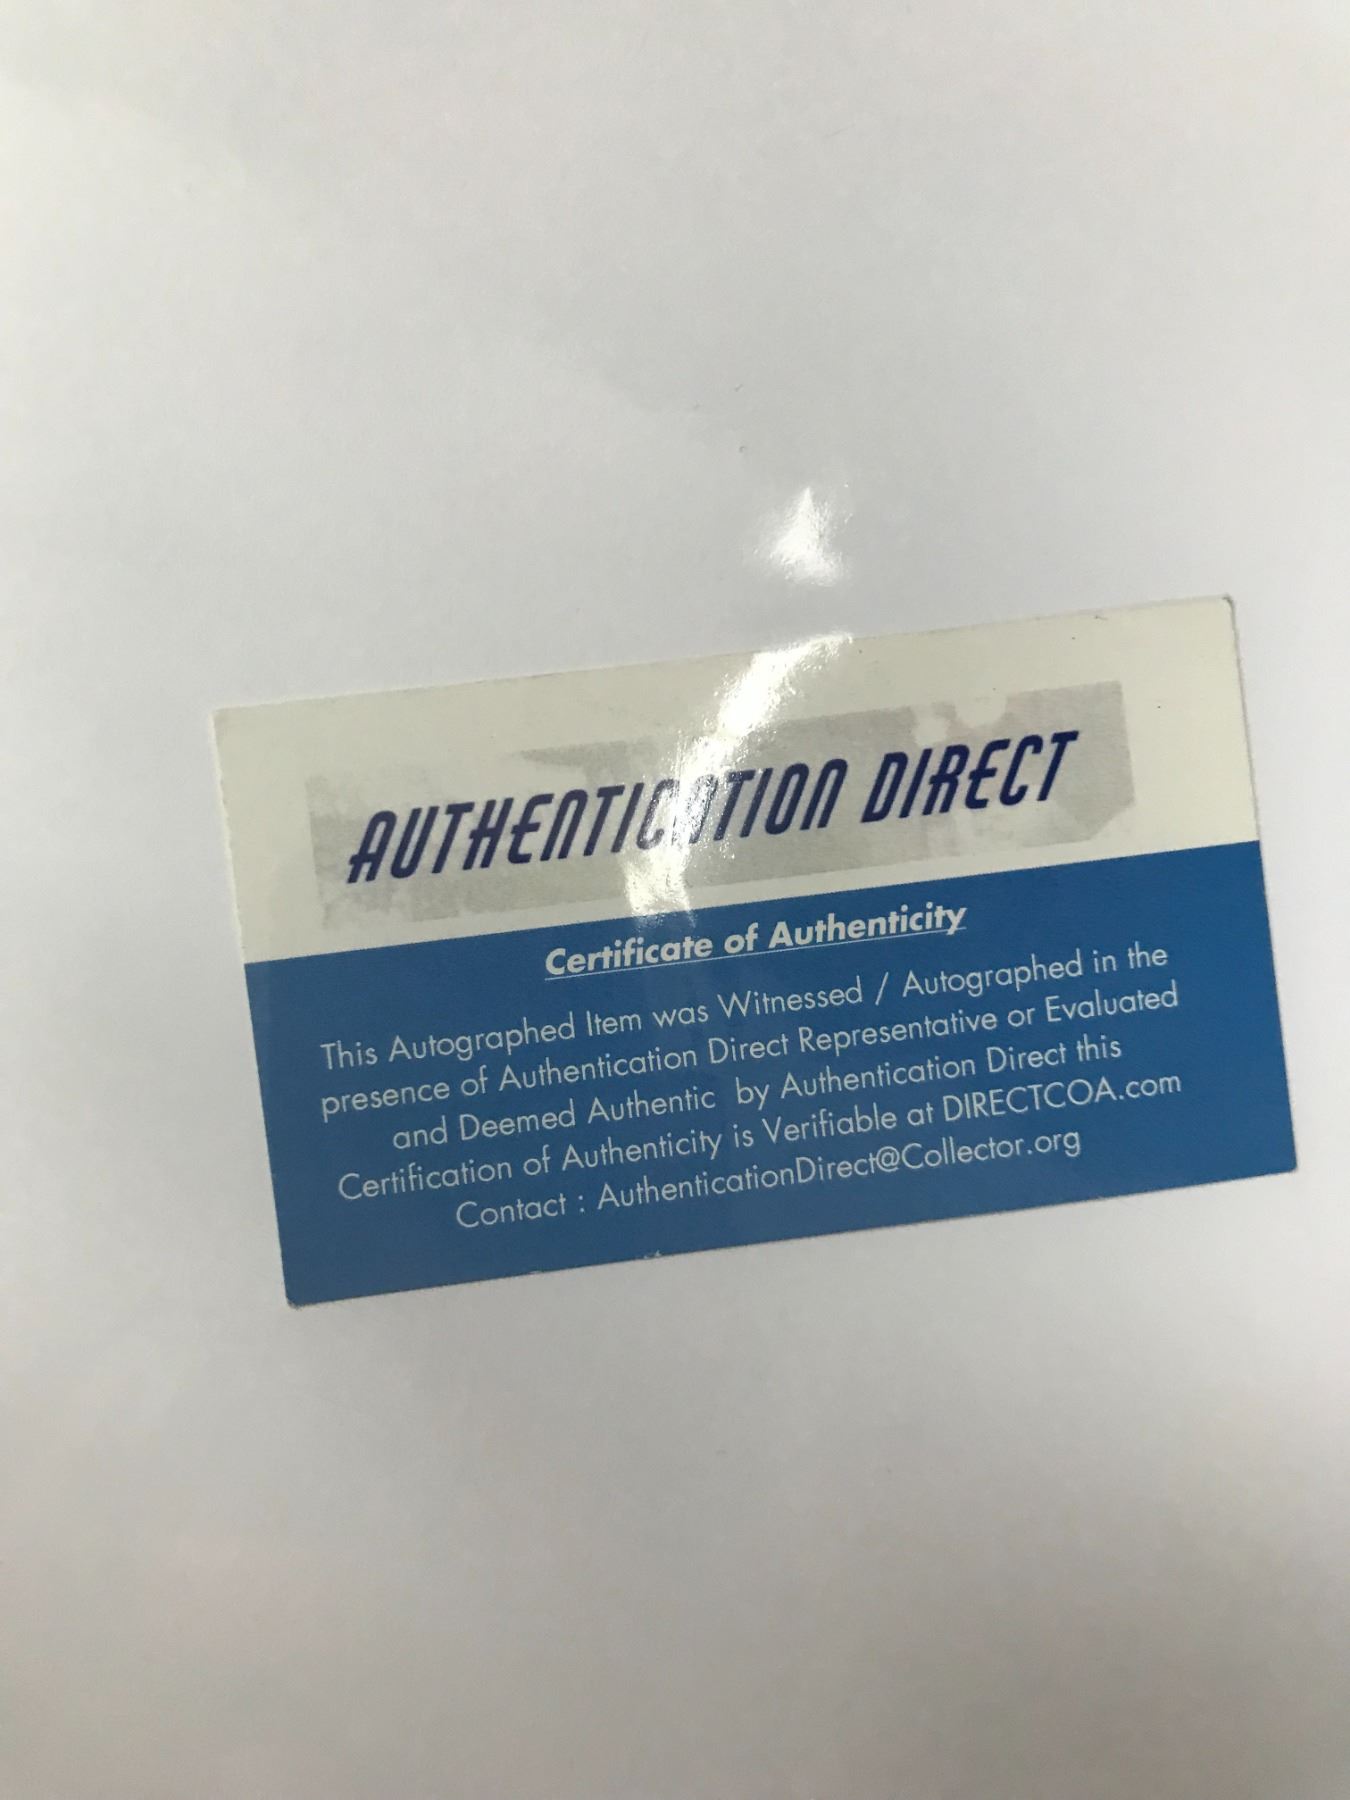 AUTHENTICATION DIRECT
Certificate of Authenticity
This Autographed Item was Witnessed / Autographed in the
presence of Authentication Direct Representative or Evaluated
and Deemed Authentic by Authentication Direct this
Certification of Authenticity is Verifiable at DIRECTCOA.com
Contact : AuthenticationDirect@Collector.org